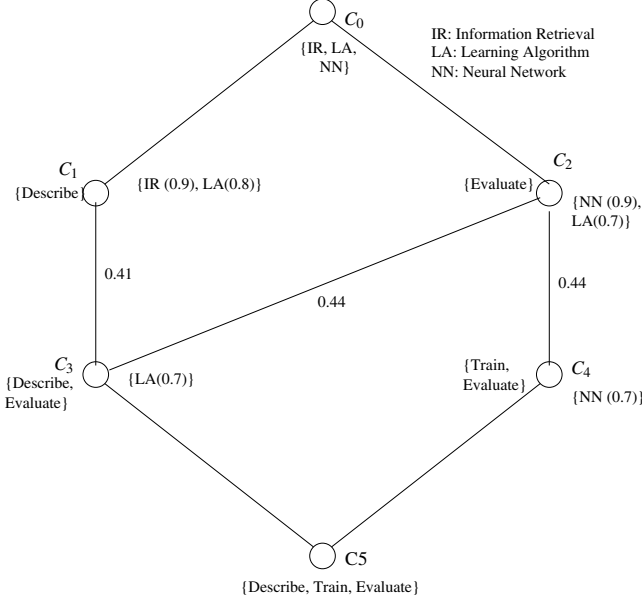 C0
{IR, LA,
NN}
IR: Information Retrieval
LA: Learning Algorithm
NN: Neural Network
C1
{Describe}
{IR (0.9), LA(0.8)}
C2
{Evaluate}
{NN (0.9),
LA(0.7)}
0.41
0.44
0.44
C3
{Describe,
Evaluate}
{LA(0.7)}
{Train,
Evaluate}
C4
{NN (0.7)}
C5
{Describe, Train, Evaluate}